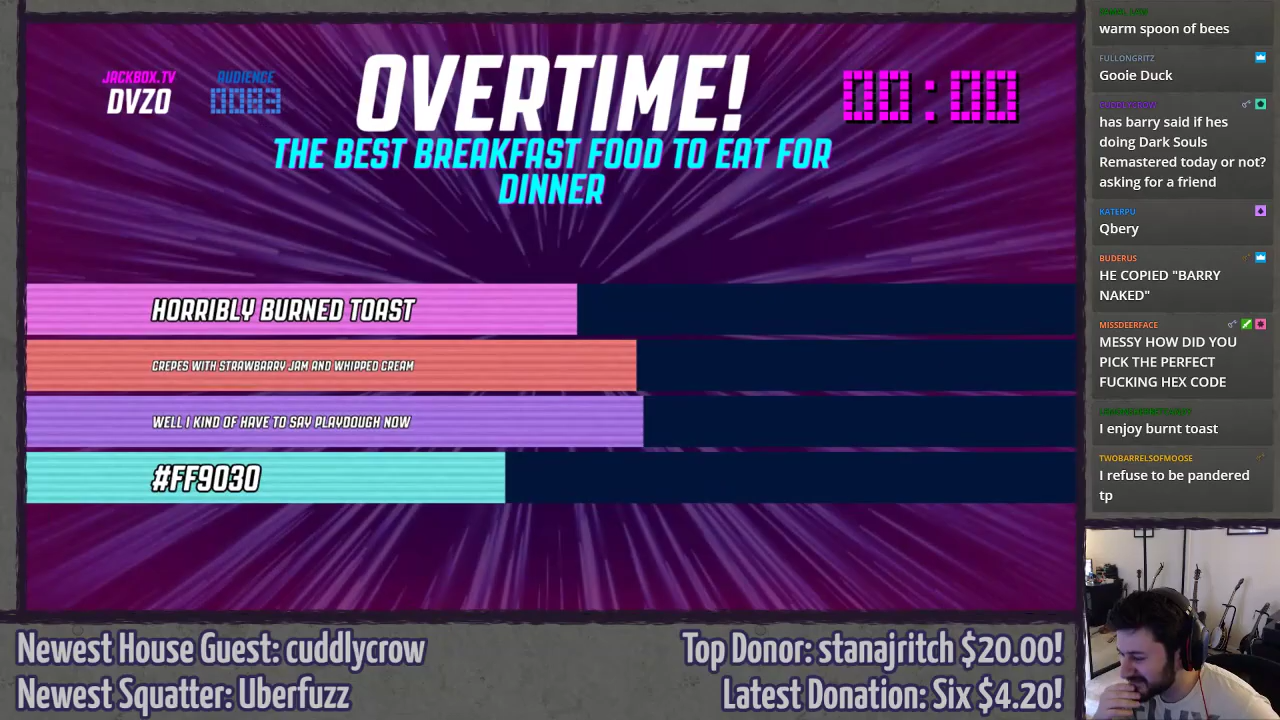 JACKBOX.TV
DVZ0
AUDIENCE
0083
OVERTIME!
00:00
THE BEST BREAKFAST FOOD TO EAT FOR
DINNER
HORRIBLY BURNED TOAST
CREPES WITH STRAWBARRY JAM AND WHIPPED CREAM
WELL I KIND OF HAVE TO SAY PLAYDOUGH NOW
#FF9030
warm spoon of bees
FULLONGRITZ
Gooie Duck
has barry said if hes
doing Dark Souls
Remastered today or not?
asking for a friend
KATERPU
Qbery
BUDERUS
HE COPIED "BARRY
NAKED"
MISSDEERFACE
MESSY HOW DID YOU
PICK THE PERFECT
FUCKING HEX CODE
I enjoy burnt toast
TWOBARRELSOFMOOSE
I refuse to be pandered
tp
Newest House Guest: cuddlycrow
Newest Squatter: Uberfuzz
Top Donor: stanajritch $20.00!
Latest Donation: Six $4.20!